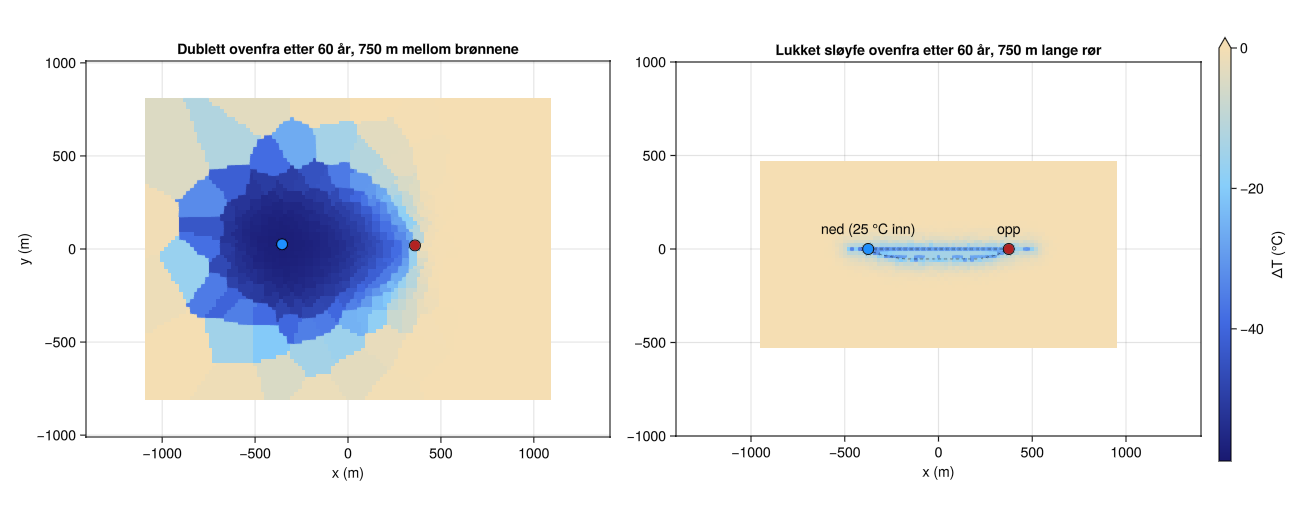 Dublett ovenfra etter 60 år, 750 m mellom brønnene
1000
500
0
−500
−1000
y (m)
−1000
−500
0
500
1000
x (m)
Lukket sløyfe ovenfra etter 60 år, 750 m lange rør
1000
500
0
−500
−1000
ned (25 °C inn)
opp
−1000
−500
0
500
1000
x (m)
0
−20
−40
ΔT (°C)